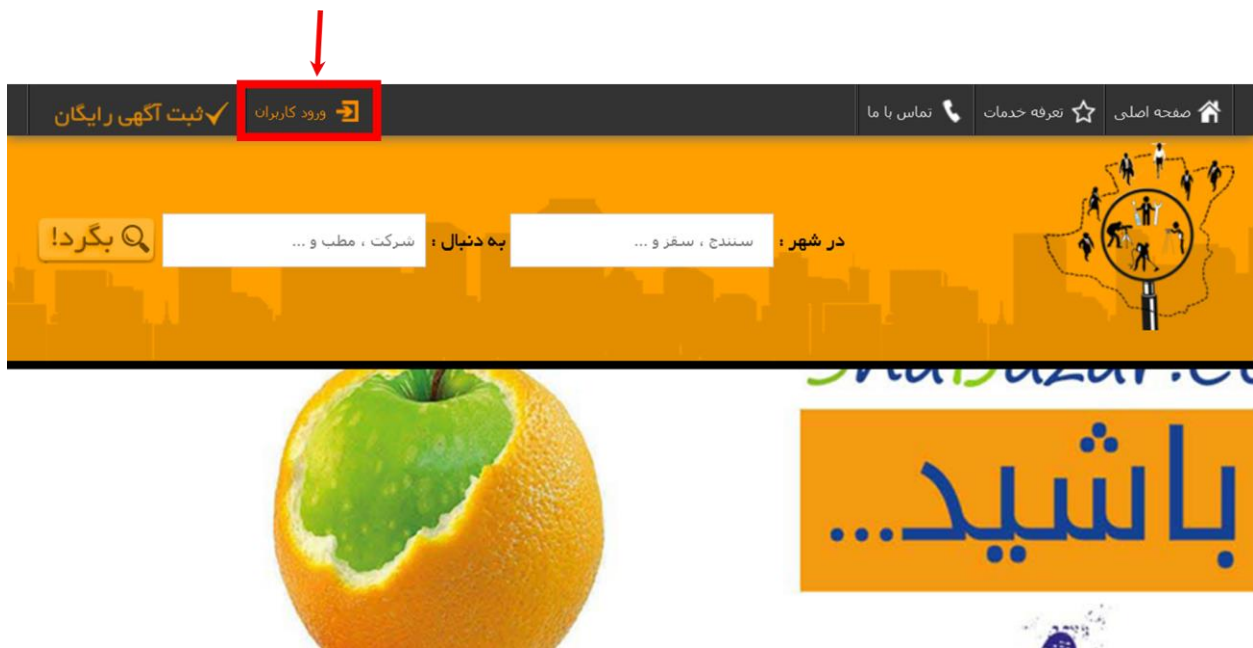 صفحه اصلی تعرفه خدمات تماس با ما ورود کاربران ثبت آگهی رایگان
در شهر : سنندج ، سقز و ... به دنبال : شرکت ، مطب و ... بگرد!
باشید...